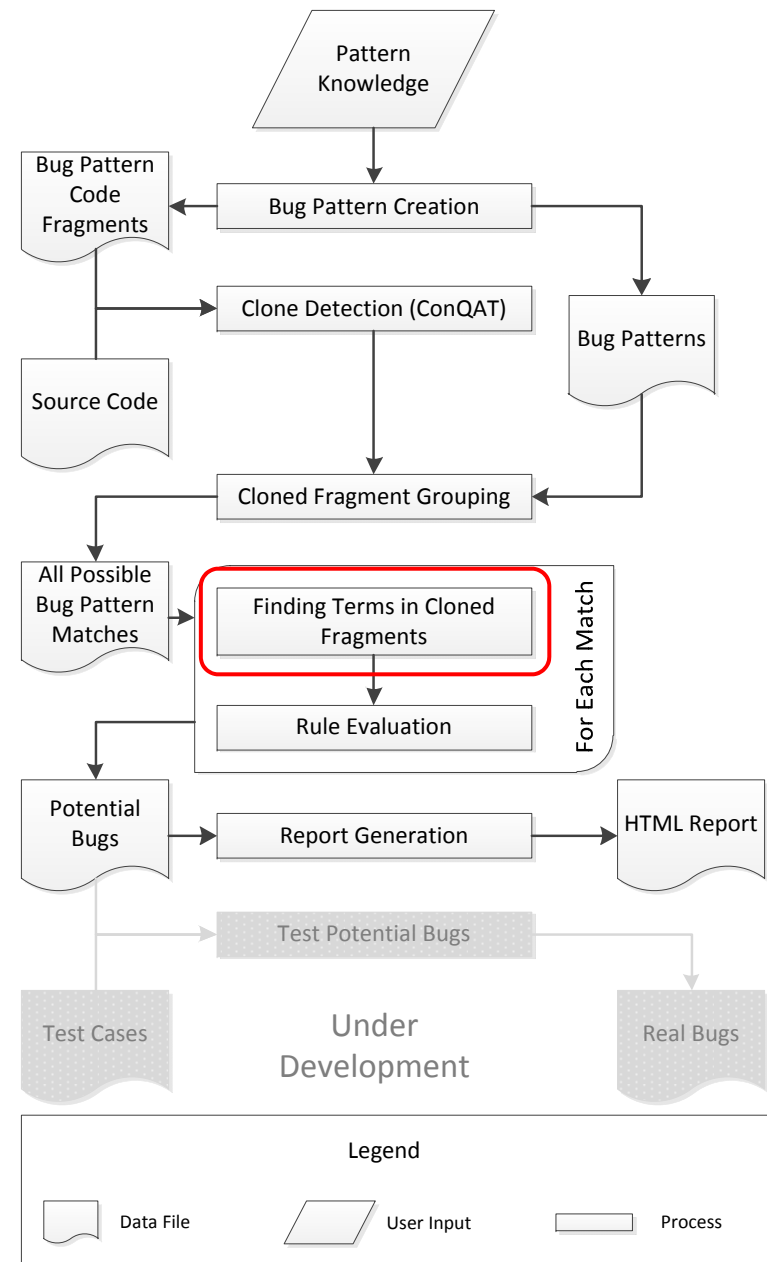 Pattern
Knowledge
Bug Pattern
Code
Fragments
Bug Pattern Creation
Clone Detection (ConQAT)
Bug Patterns
Source Code
Cloned Fragment Grouping
All Possible
Bug Pattern
Matches
Finding Terms in Cloned
Fragments
For Each Match
Rule Evaluation
Potential
Bugs
Report Generation
HTML Report
Test Potential Bugs
Test Cases
Under
Development
Real Bugs
Legend
Data File
User Input
Process